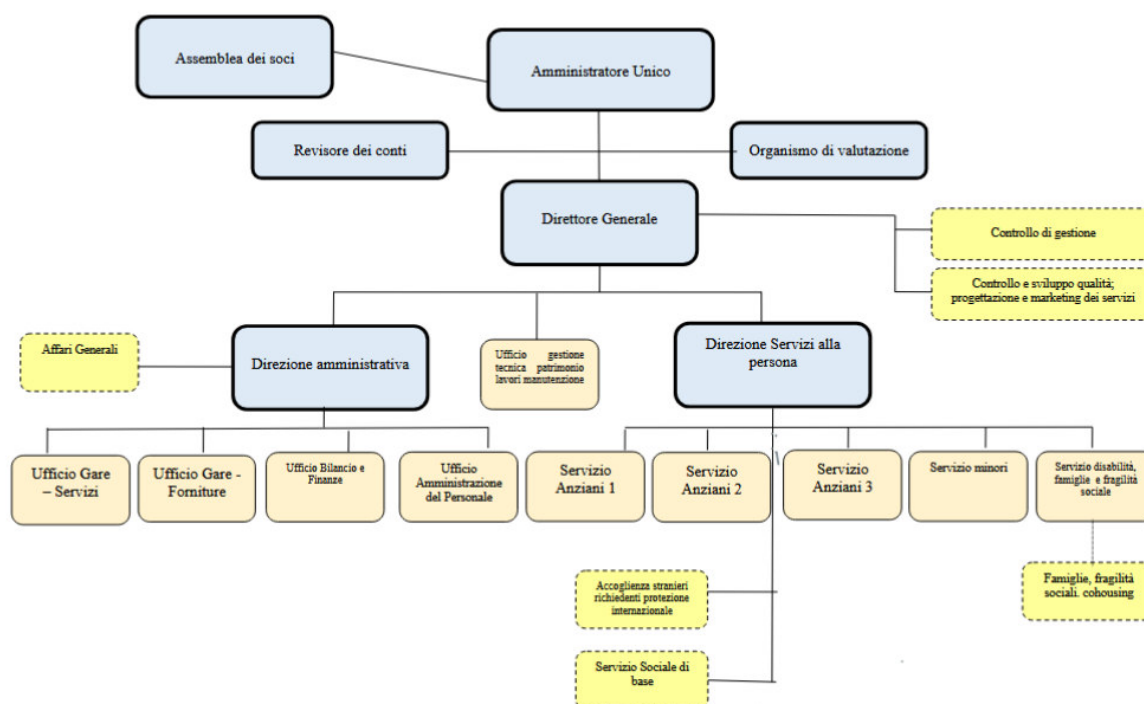 Assemblea dei soci
Amministratore Unico
Revisore dei conti
Organismo di valutazione
Direttore Generale
Controllo di gestione
Controllo e sviluppo qualità;
progettazione e marketing dei servizi
Affari Generali
Direzione amministrativa
Ufficio gestione
tecnica patrimonio
lavori manutenzione
Direzione Servizi alla
persona
Ufficio Gare
– Servizi
Ufficio Gare -
Forniture
Ufficio Bilancio e
Finanze
Ufficio
Amministrazione
del Personale
Servizio
Anziani 1
Servizio
Anziani 2
Servizio
Anziani 3
Servizio minori
Servizio disabilità,
famiglie e fragilità
sociale
Accoglienza stranieri
richiedenti protezione
internazionale
Famiglie, fragilità
sociali. cohousing
Servizio Sociale di
base